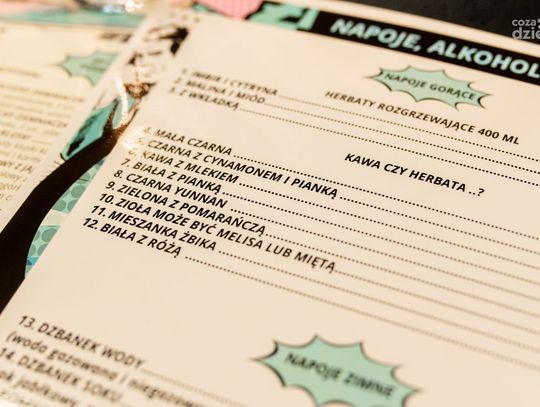 coza
dzie
NAPOJE, ALKOHOL
NAPOJE GORĄCE
HERBATY ROZGRZEWAJĄCE 400 ML
1. IMBIR I CYTRYNA
2. MALINA I MIÓD
3. Z WKŁADKĄ
KAWA CZY HERBATA . ?
4. MAŁA CZARNA
5. CZARNA Z CYNAMONEM I PIANKĄ
6. KAWA Z MLEKIEM
7. BIAŁA Z PIANKĄ
8. CZARNA YUNNAN
9. ZIELONA Z POMARAŃCZĄ
10. ZIOŁA MOŻE BYĆ MELISA LUB MIĘTĄ
11. MIESZANKA ŻBIKA
12. BIAŁA Z RÓŻĄ
NAPOJE ZIMNE
13. DZBANEK WODY
(woda gazowana i niegazowana
14. DZBANEK SOKU